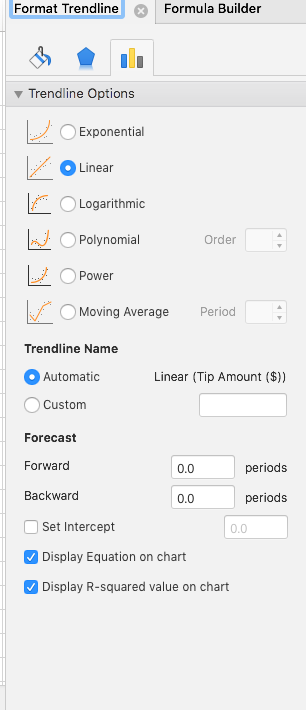 Format Trendline Formula Builder
Trendline Options
Exponential
Linear
Logarithmic
Polynomial Order
Power
Moving Average Period
Trendline Name
Automatic Linear (Tip Amount ($))
Custom
Forecast
Forward 0.0 periods
Backward 0.0 periods
Set Intercept 0.0
Display Equation on chart
Display R-squared value on chart